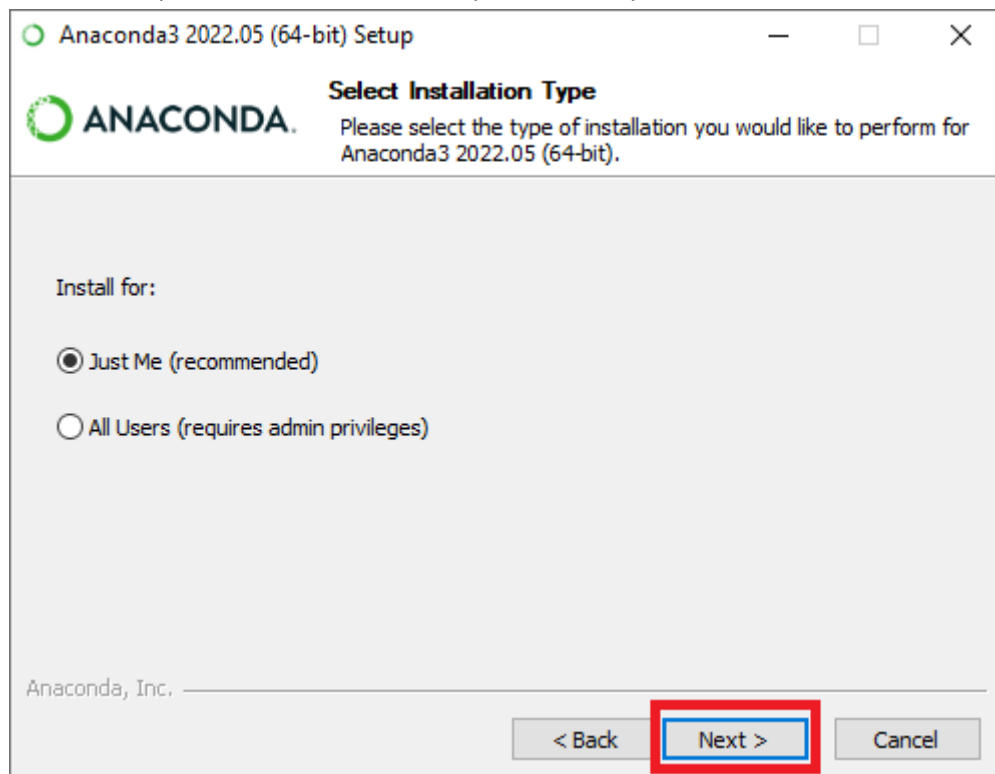 Anaconda3 2022.05 (64-bit) Setup
ANACONDA.
Select Installation Type
Please select the type of installation you would like to perform for
Anaconda3 2022.05 (64-bit).
Install for:
Just Me (recommended)
All Users (requires admin privileges)
Anaconda, Inc.
< Back
Next >
Cancel